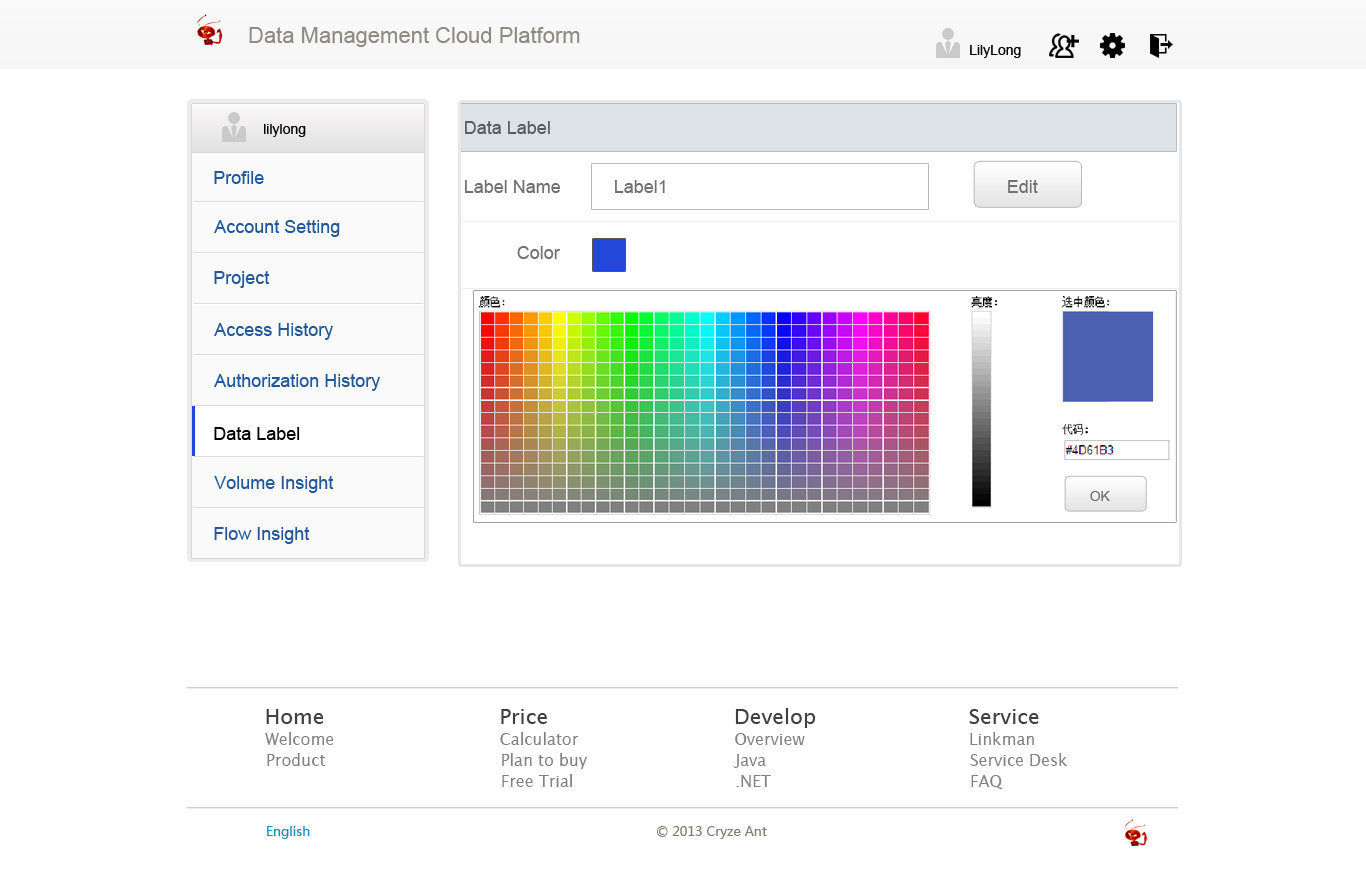 Data Management Cloud Platform
LilyLong
lilylong
Profile
Account Setting
Project
Access History
Authorization History
Data Label
Volume Insight
Flow Insight
Data Label
Label Name
Label1
Edit
Color
颜色:
亮度:
选中颜色:
代码:
#4D61B3
OK
Home
Welcome
Product
Price
Calculator
Plan to buy
Free Trial
Develop
Overview
Java
.NET
Service
Linkman
Service Desk
FAQ
English
© 2013 Cryze Ant